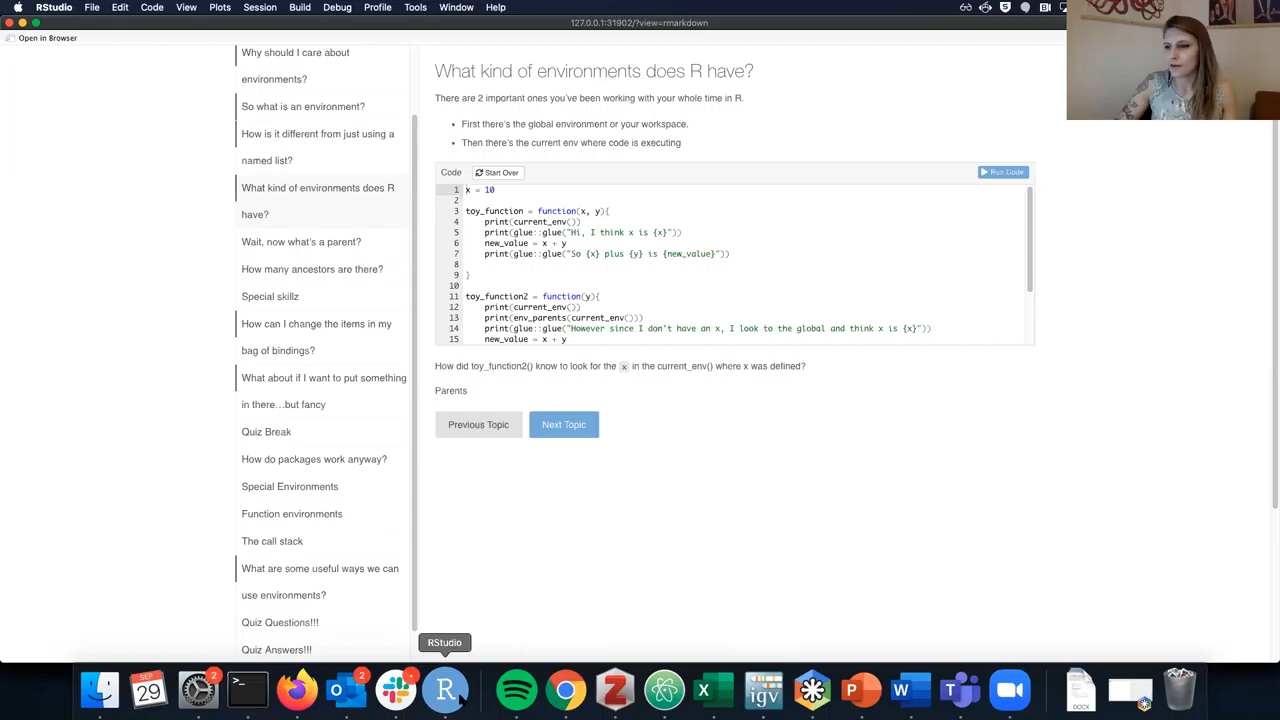 RStudio File Edit Code View Plots Session Build Debug Profile Tools Window Help
127.0.0.1:31902/?view=rmarkdown
Open in Browser
Why should I care about
environments?
So what is an environment?
How is it different from just using a
named list?
What kind of environments does R
have?
Wait, now what's a parent?
How many ancestors are there?
Special skillz
How can I change the items in my
bag of bindings?
What about if I want to put something
in there...but fancy
Quiz Break
How do packages work anyway?
Special Environments
Function environments
The call stack
What are some useful ways we can
use environments?
Quiz Questions!!!
Quiz Answers!!!
What kind of environments does R have?
There are 2 important ones you've been working with your whole time in R.
• First there's the global environment or your workspace.
• Then there's the current env where code is executing
Code Start Over Run Code
1 x = 10
2
3 toy_function = function(x, y){
4 print(current_env())
5 print(glue::glue("Hi, I think x is {x}"))
6 new_value = x + y
7 print(glue::glue("So {x} plus {y} is {new_value}"))
8
9 }
10
11 toy_function2 = function(y){
12 print(current_env())
13 print(env_parents(current_env()))
14 print(glue::glue("However since I don't have an x, I look to the global and think x is {x}"))
15 new_value = x + y
How did toy_function2() know to look for the x in the current_env() where x was defined?
Parents
Previous Topic Next Topic
RStudio
SEP
29
2
>_
2
R
X
igv
P
W
T
DOCX